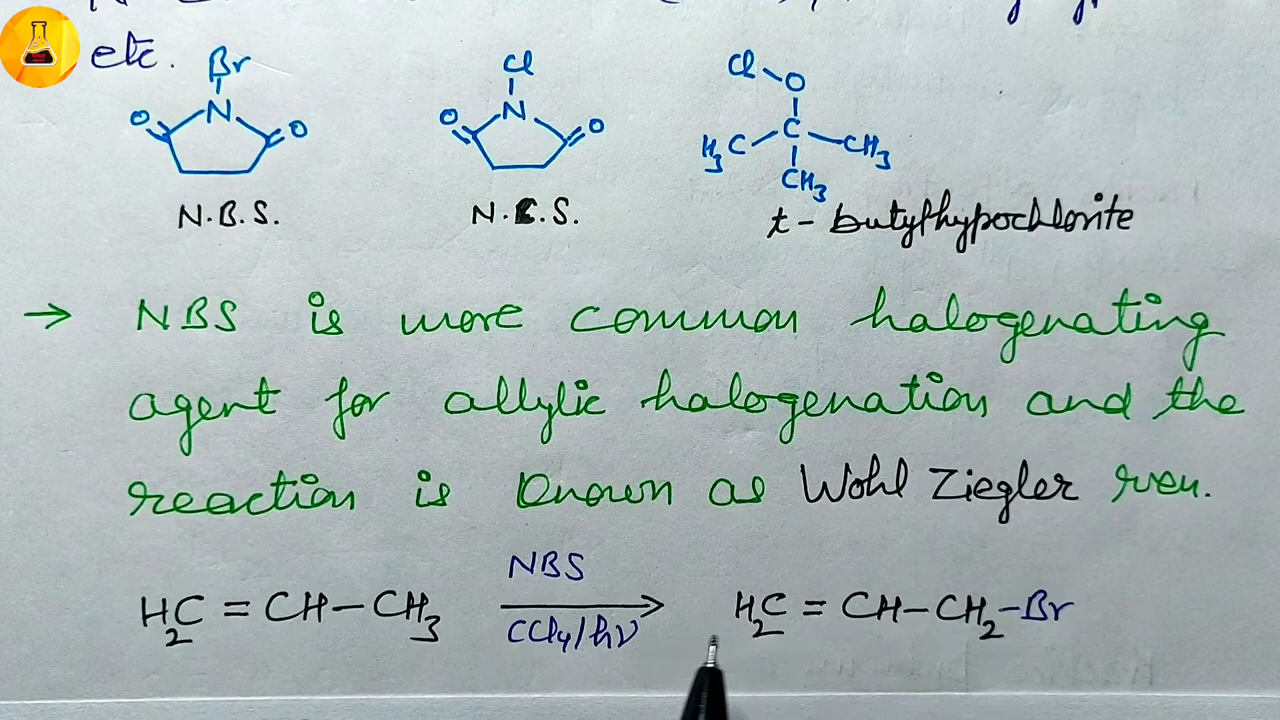 etc.
Br
N
O
O
N.B.S.
Cl
N
O
O
N.C.S.
Cl
O
H3C
C
CH3
CH3
t-butylhypochlorite
→ NBS is more common halogenating
agent for allylic halogenation and the
reaction is known as Wohl Ziegler rxn.
H2C=CH-CH3
NBS
CCl4/hν
H2C=CH-CH2-Br